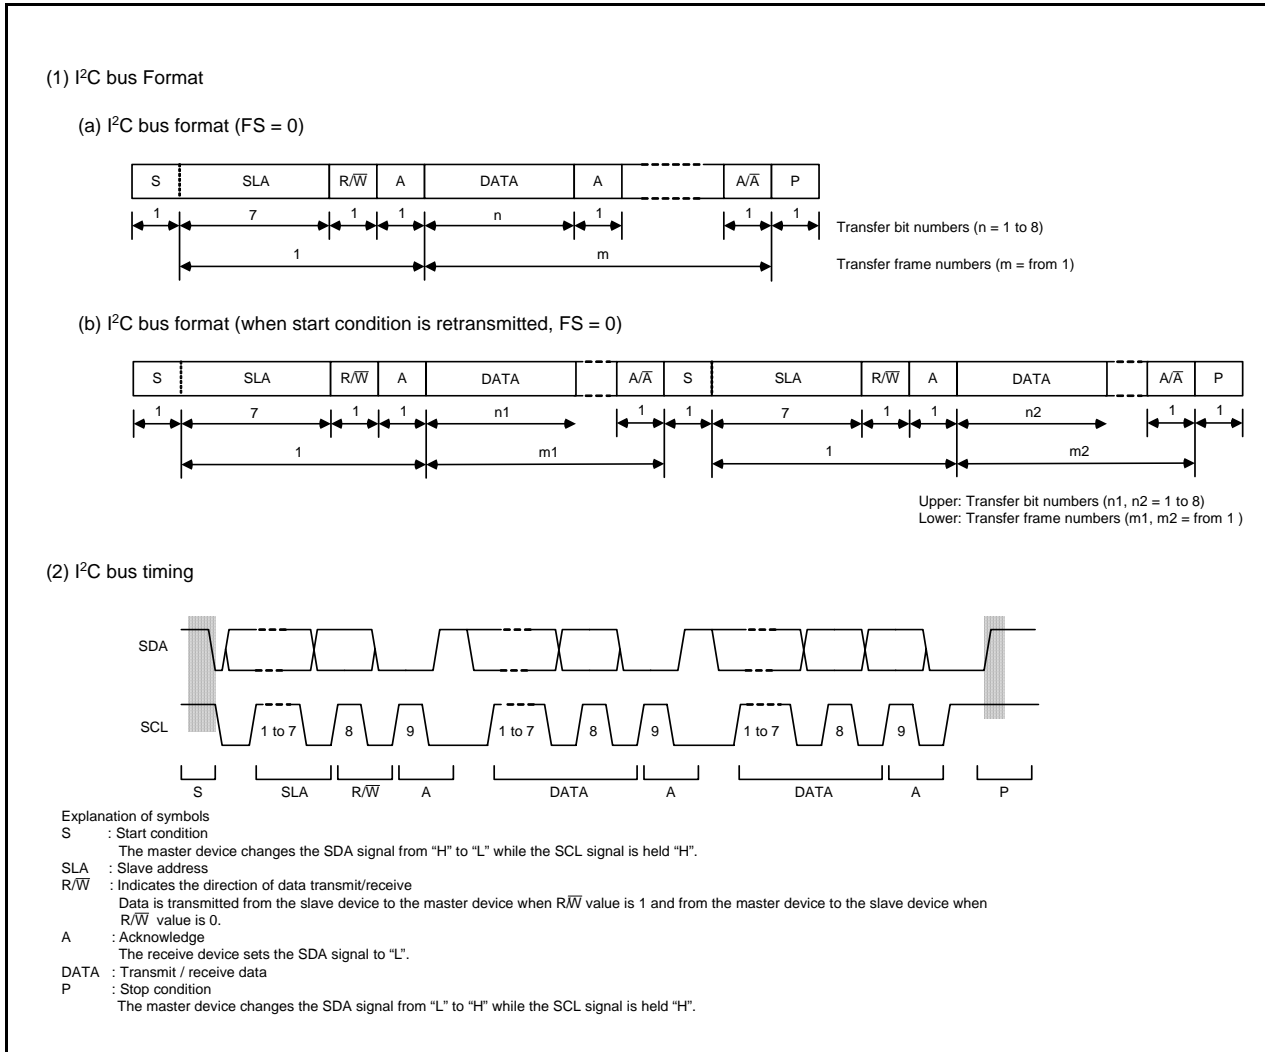 (1) I²C bus Format
(a) I²C bus format (FS = 0)
S SLA R/W̅ A DATA A A/A̅ P
1 7 1 1 n 1 1 1
Transfer bit numbers (n = 1 to 8)
1 m
Transfer frame numbers (m = from 1)
(b) I²C bus format (when start condition is retransmitted, FS = 0)
S SLA R/W̅ A DATA A/A̅ S SLA R/W̅ A DATA A/A̅ P
1 7 1 1 n1 1 1 7 1 1 n2 1 1
1 m1 1 m2
Upper: Transfer bit numbers (n1, n2 = 1 to 8)
Lower: Transfer frame numbers (m1, m2 = from 1 )
(2) I²C bus timing
SDA
SCL 1 to 7 8 9 1 to 7 8 9 1 to 7 8 9
S SLA R/W̅ A DATA A DATA A P
Explanation of symbols
S : Start condition
The master device changes the SDA signal from “H” to “L” while the SCL signal is held “H”.
SLA : Slave address
R/W̅ : Indicates the direction of data transmit/receive
Data is transmitted from the slave device to the master device when R/W̅ value is 1 and from the master device to the slave device when
R/W̅ value is 0.
A : Acknowledge
The receive device sets the SDA signal to “L”.
DATA : Transmit / receive data
P : Stop condition
The master device changes the SDA signal from “L” to “H” while the SCL signal is held “H”.